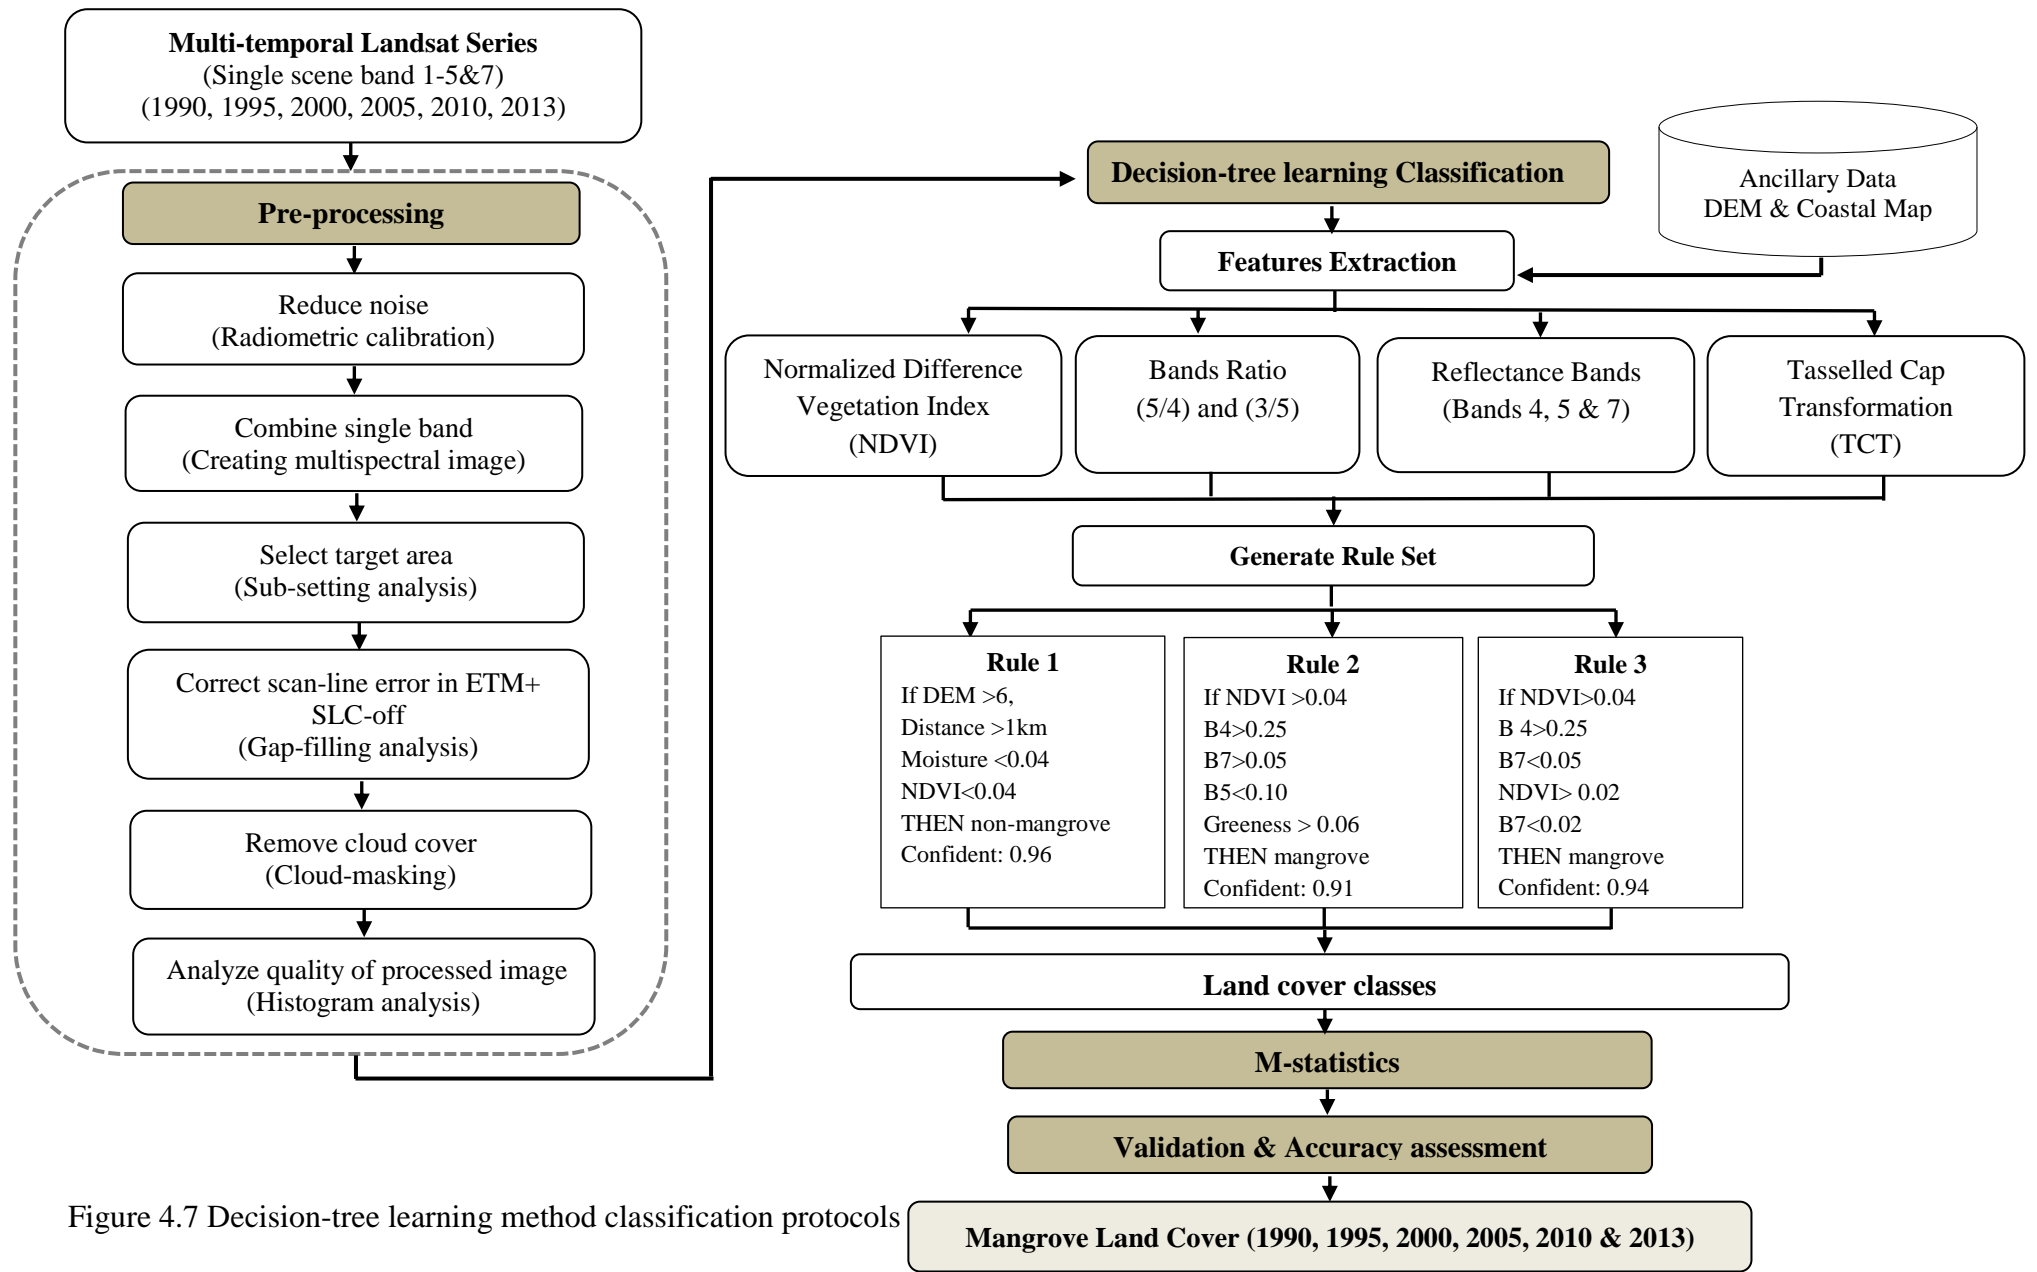 Multi-temporal Landsat Series
(Single scene band 1-5&7)
(1990, 1995, 2000, 2005, 2010, 2013)
Pre-processing
Reduce noise
(Radiometric calibration)
Combine single band
(Creating multispectral image)
Select target area
(Sub-setting analysis)
Correct scan-line error in ETM+
SLC-off
(Gap-filling analysis)
Remove cloud cover
(Cloud-masking)
Analyze quality of processed image
(Histogram analysis)
Decision-tree learning Classification
Ancillary Data
DEM & Coastal Map
Features Extraction
Normalized Difference
Vegetation Index
(NDVI)
Bands Ratio
(5/4) and (3/5)
Reflectance Bands
(Bands 4, 5 & 7)
Tasselled Cap
Transformation
(TCT)
Generate Rule Set
Rule 1
If DEM >6,
Distance >1km
Moisture <0.04
NDVI<0.04
THEN non-mangrove
Confident: 0.96
Rule 2
If NDVI >0.04
B4>0.25
B7>0.05
B5<0.10
Greeness > 0.06
THEN mangrove
Confident: 0.91
Rule 3
If NDVI>0.04
B 4>0.25
B7<0.05
NDVI> 0.02
B7<0.02
THEN mangrove
Confident: 0.94
Land cover classes
M-statistics
Validation & Accuracy assessment
Mangrove Land Cover (1990, 1995, 2000, 2005, 2010 & 2013)
Figure 4.7 Decision-tree learning method classification protocols